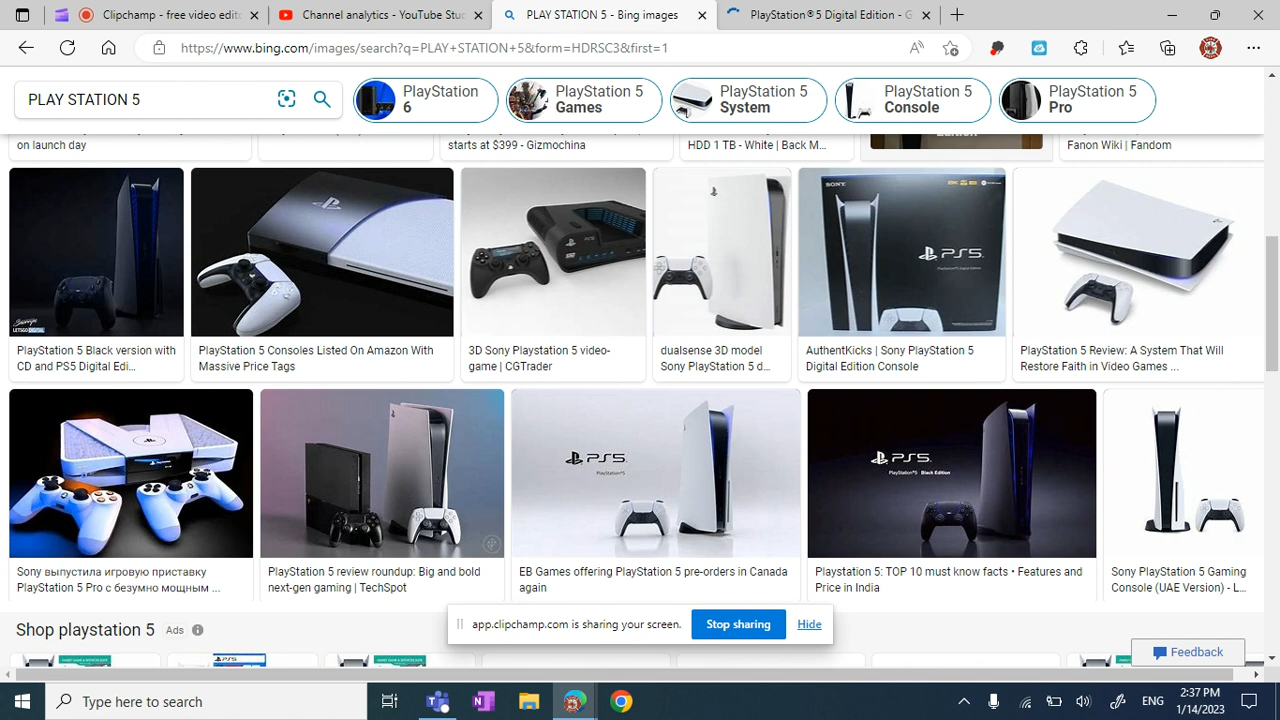 Clipchamp - free video edito
Channel analytics - YouTube Stu
PLAY STATION 5 - Bing images
PlayStation®5 Digital Edition - G
https://www.bing.com/images/search?q=PLAY+STATION+5&form=HDRSC3&first=1
PLAY STATION 5
PlayStation 6
PlayStation 5 Games
PlayStation 5 System
PlayStation 5 Console
PlayStation 5 Pro
on launch day
starts at $399 - Gizmochina
HDD 1 TB - White | Back M...
Fanon Wiki | Fandom
SONY
PS5
PlayStation 5 Black version with
CD and PS5 Digital Edi...
PlayStation 5 Consoles Listed On Amazon With
Massive Price Tags
3D Sony Playstation 5 video-
game | CGTrader
dualsense 3D model
Sony PlayStation 5 d...
AuthentKicks | Sony PlayStation 5
Digital Edition Console
PlayStation 5 Review: A System That Will
Restore Faith in Video Games ...
PS5
PlayStation®5
PS5
PlayStation®5 Black Edition
Sony выпустила игровую приставку
PlayStation 5 Pro с безумно мощным ...
PlayStation 5 review roundup: Big and bold
next-gen gaming | TechSpot
EB Games offering PlayStation 5 pre-orders in Canada
again
Playstation 5: TOP 10 must know facts • Features and
Price in India
Sony PlayStation 5 Gaming
Console (UAE Version) - L...
Shop playstation 5 Ads
app.clipchamp.com is sharing your screen.
Stop sharing
Hide
Feedback
Type here to search
ENG
2:37 PM
1/14/2023